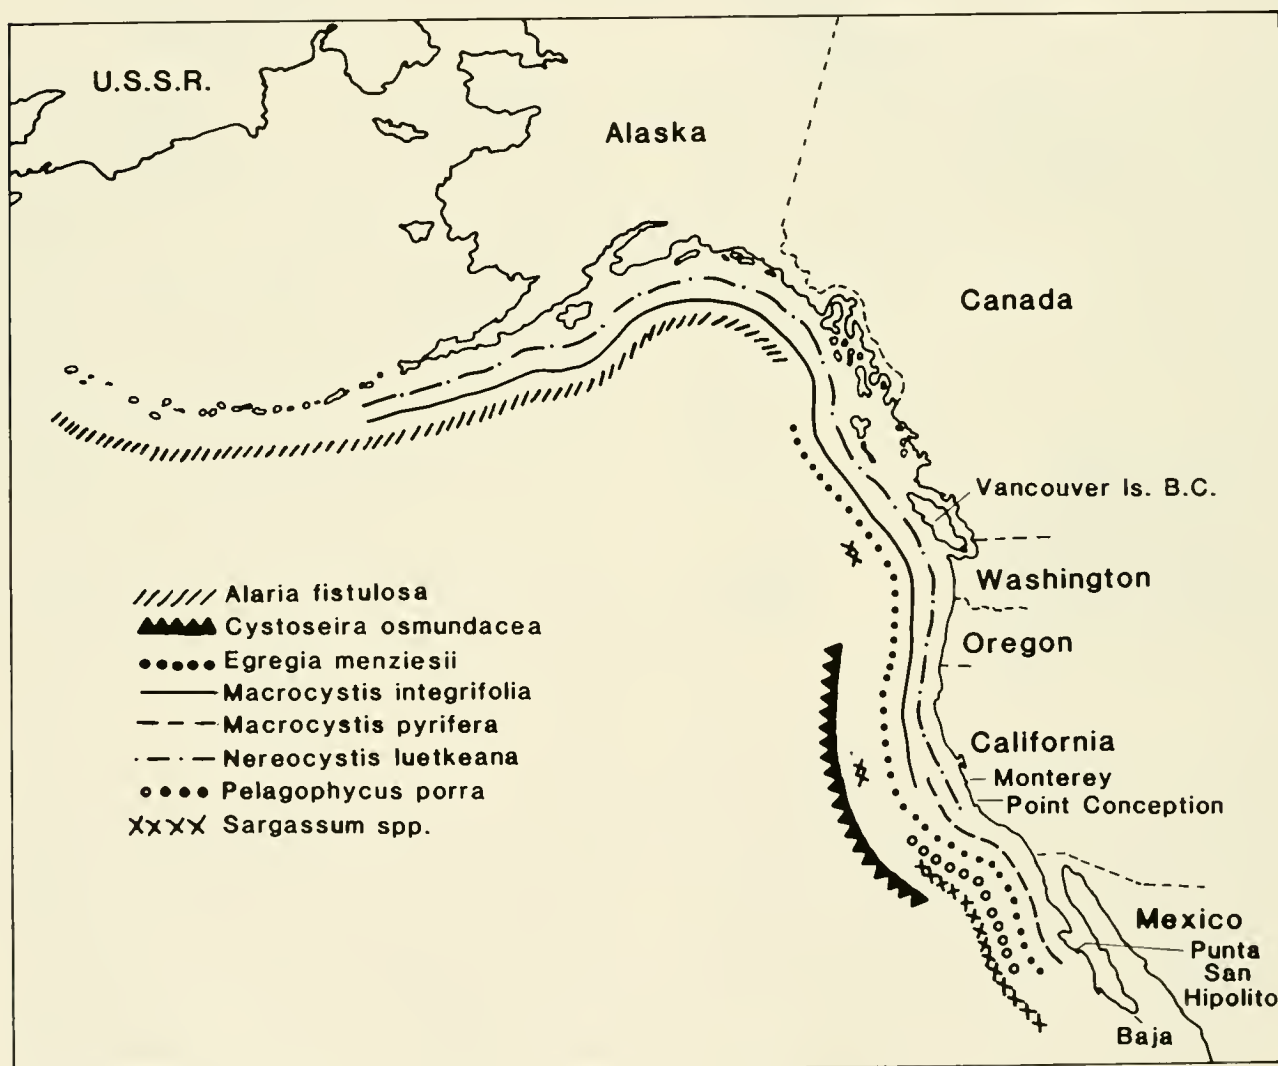 U.S.S.R.
Alaska
Canada
Vancouver Is. B.C.
Washington
Oregon
California
Monterey
Point Conception
Mexico
Punta
San
Hipolito
Baja
Alaria fistulosa
Cystoseira osmundacea
Egregia menziesii
Macrocystis integrifolia
Macrocystis pyrifera
Nereocystis luetkeana
Pelagophycus porra
Sargassum spp.